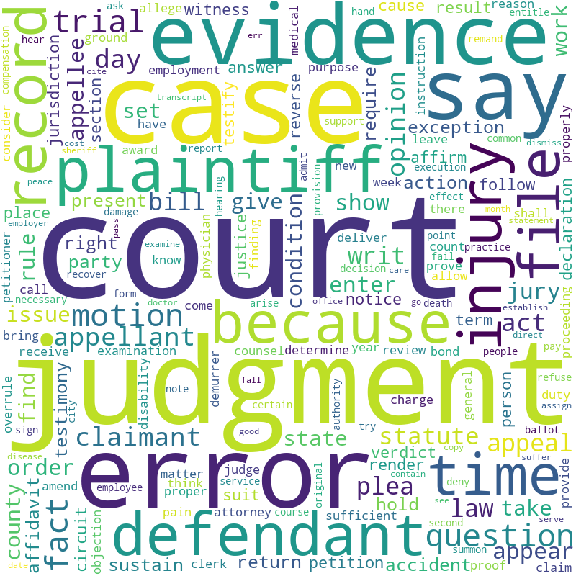 ask
allege
witness
cause
result
reason
entitle
hand
err
trial
evidence
work
hear
ground
medical
remand
compensation
day
cite
employment
answer
purpose
consider
record
jurisdiction
appellee
section
case
say
transcript
set
have
testify
reverse
support
require
opinion
instruction
exception
common
dismiss
properly
cost
sheriff
award
report
admit
leave
execution
peace
plaintiff
new
affirm
provision
hearing
week
action
effect
follow
place
present
bill
give
show
there
month
shall
employer
damage
physician
finding
condition
deliver
point
statement
declaration
petitioner
rule
right
pass
know
justice
writ
count
practice
injury
file
party
examine
recover
decision
care
fail
prove
court
call
necessary
form
doctor
come
arise
office
go
death
enter
notice
allow
jury
proceeding
establish
issue
motion
because
term
act
people
direct
bring
appellant
receive
examination
counsel
determine
year
review
bond
pay
judgment
overrule
find
testimony
sign
city
disability
note
demurrer
fall
certain
good
authority
try
charge
general
person
duty
refuse
assign
ballot
claimant
state
statute
appeal
disease
order
amend
error
matter
think
judge
verdict
render
copy
deny
suffer
time
provide
county
affidavit
fact
circuit
objection
employee
proper
service
suit
original
hold
plea
contain
law
see
take
pain
attorney
course
sufficient
second
serve
defendant
question
date
sustain
clerk
return
petition
accident
proof
summon
appear
claim